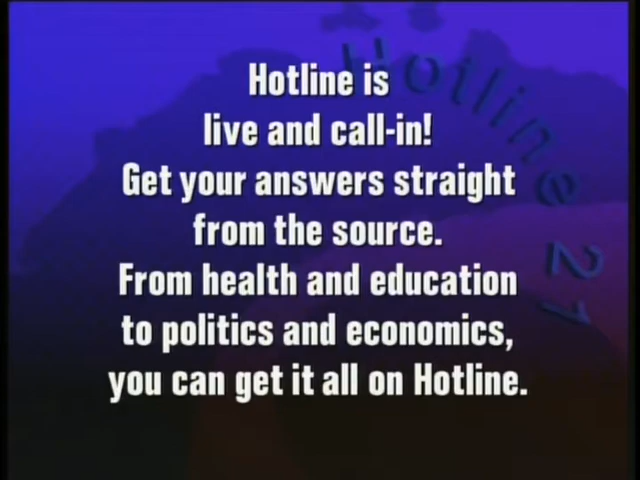 Hotline 21
Hotline is
live and call-in!
Get your answers straight
from the source.
From health and education
to politics and economics,
you can get it all on Hotline.